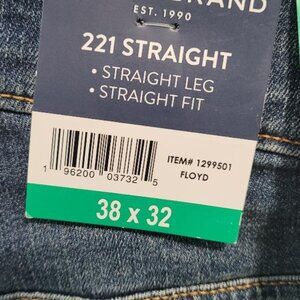 EST. 1990
221 STRAIGHT
• STRAIGHT LEG
• STRAIGHT FIT
ITEM# 1299501
FLOYD
1 96200 03732 5
38 x 32